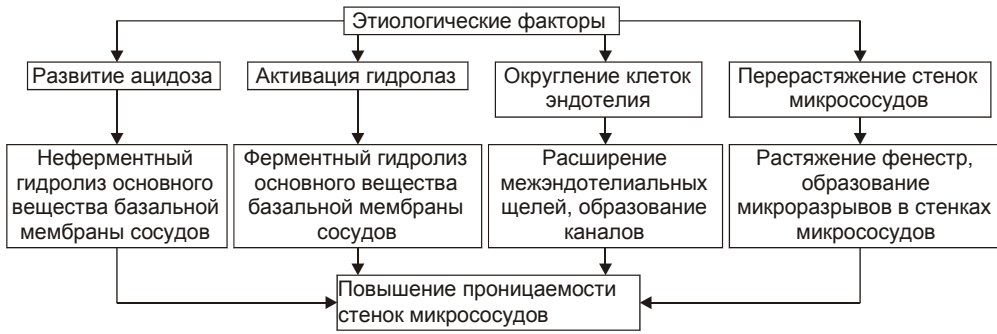 Этиологические факторы
Развитие ацидоза
Активация гидролаз
Округление клеток
эндотелия
Перерастяжение стенок
микрососудов
Неферментный
гидролиз основного
вещества базальной
мембраны сосудов
Ферментный гидролиз
основного вещества
базальной мембраны
сосудов
Расширение
межэндотелиальных
щелей, образование
каналов
Растяжение фенестр,
образование
микроразрывов в стенках
микрососудов
Повышение проницаемости
стенок микрососудов